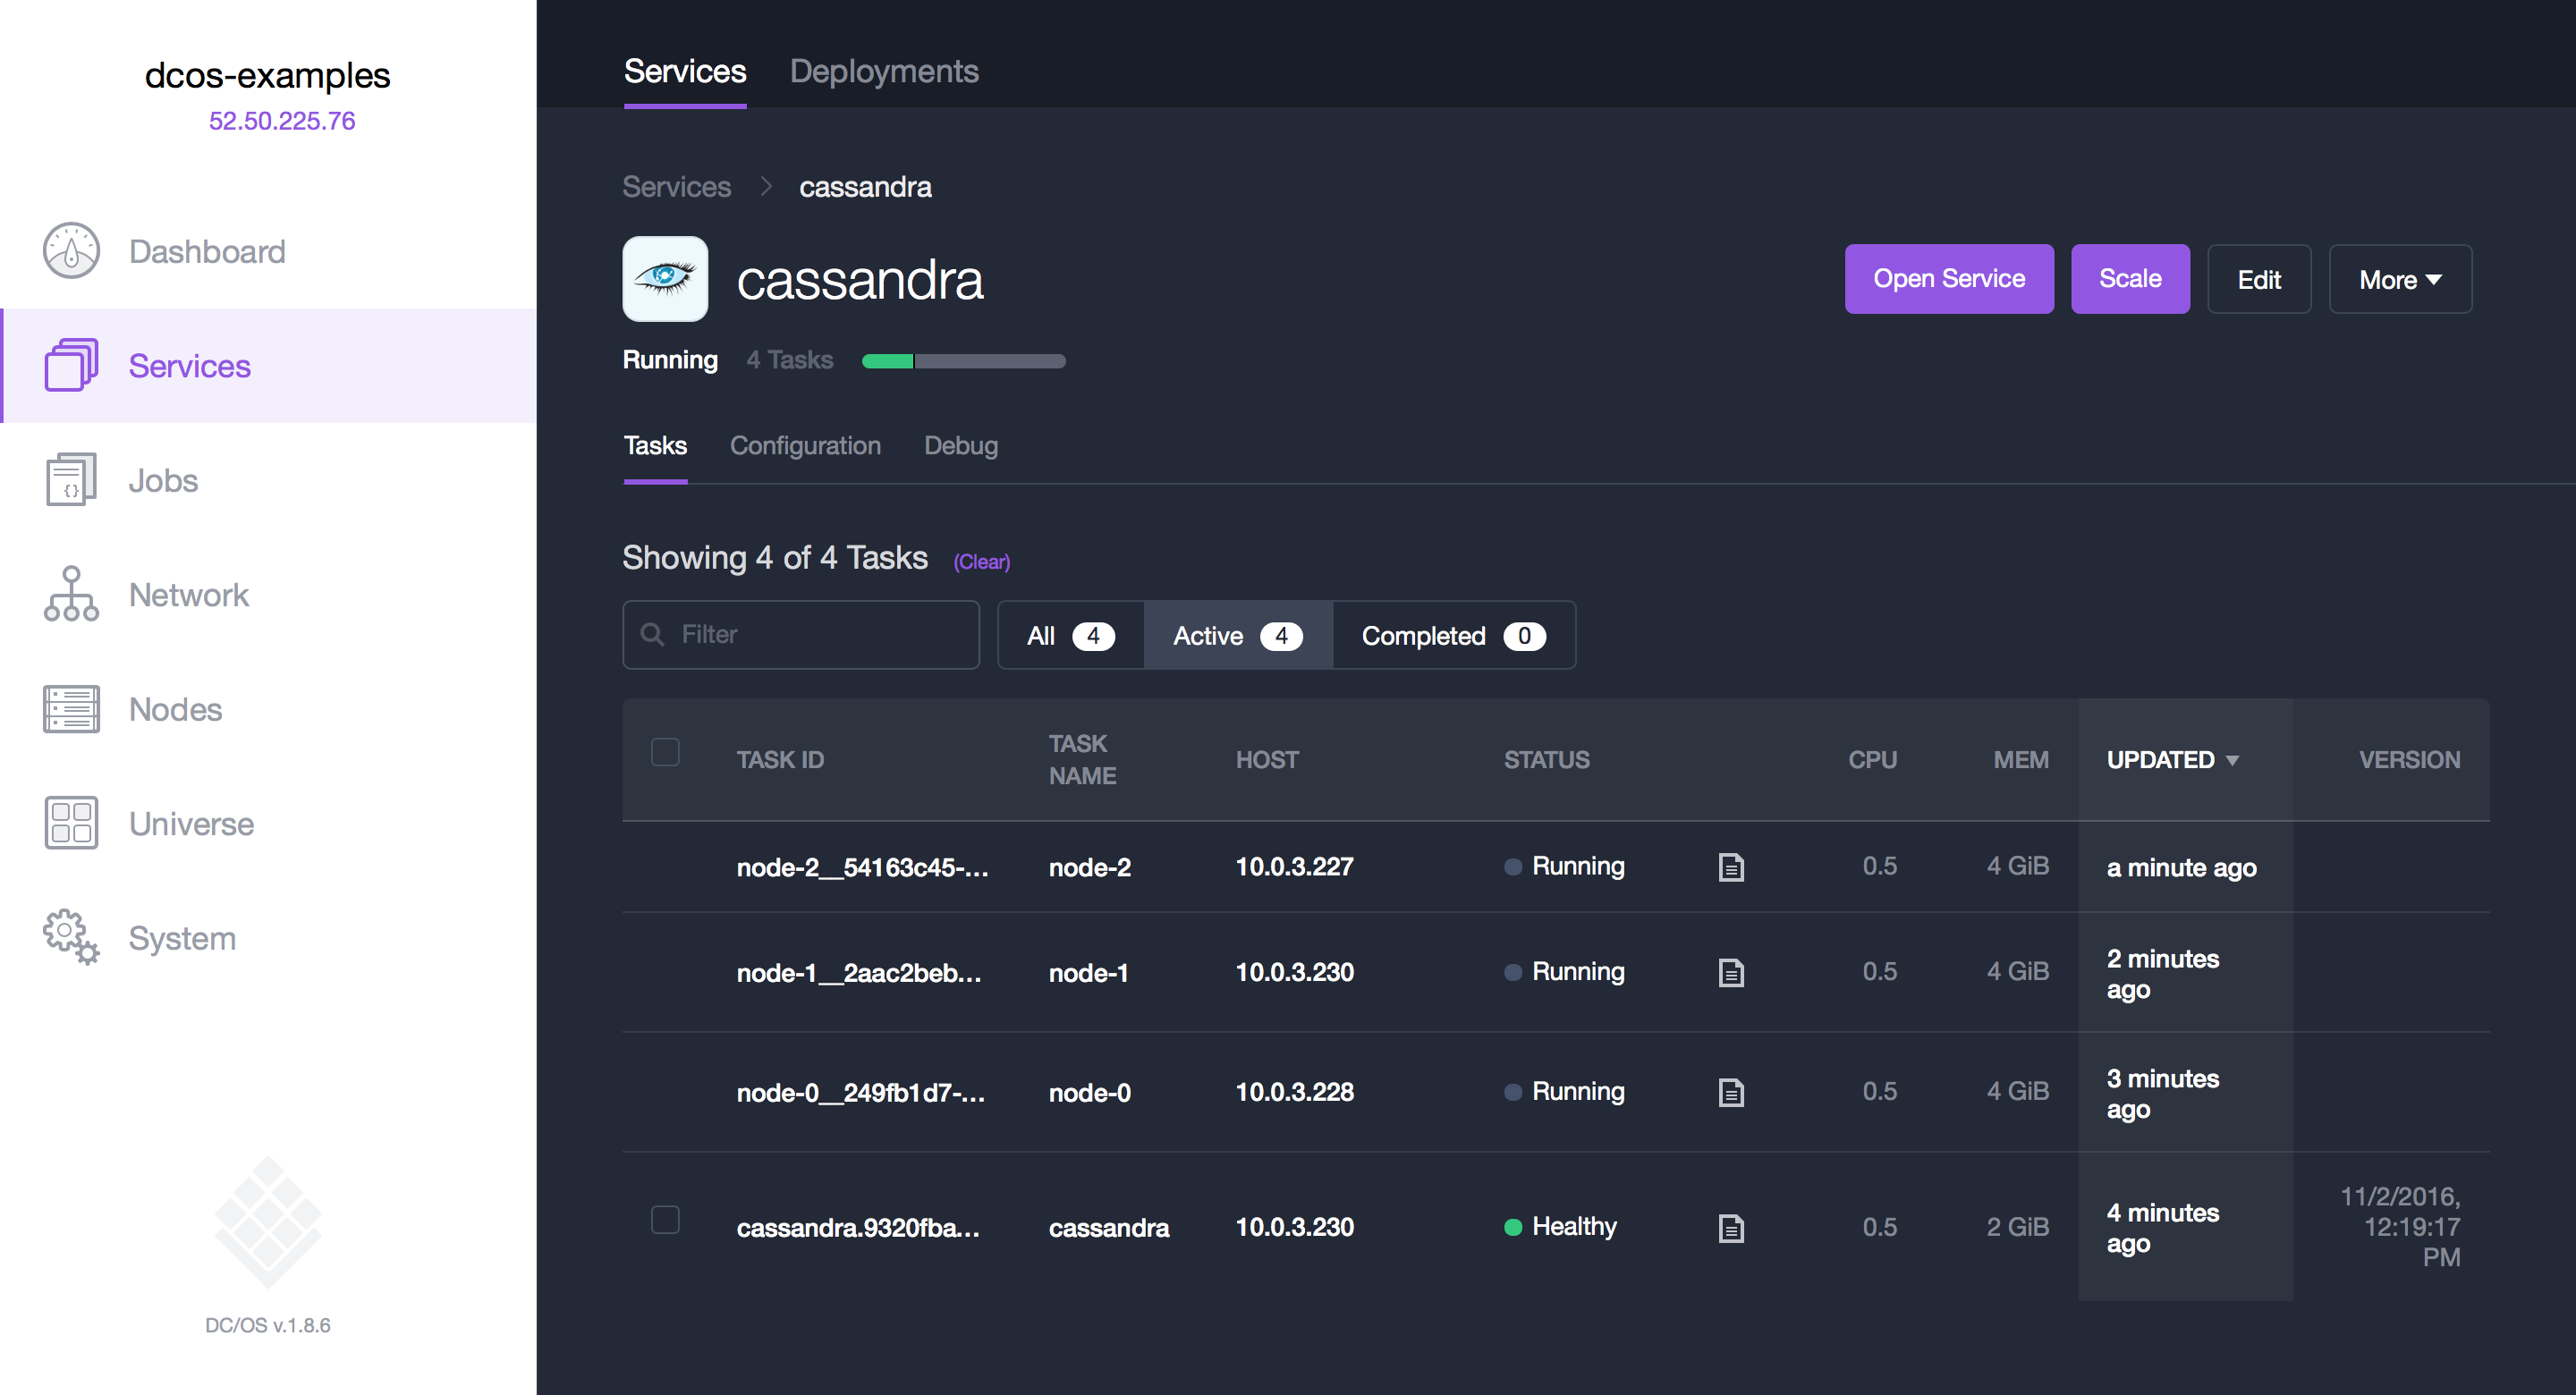 dcos-examples
52.50.225.76
Dashboard
Services
Jobs
Network
Nodes
Universe
System
DC/OS v.1.8.6
Services Deployments
Services cassandra
cassandra
Open Service Scale Edit More
Running 4 Tasks
Tasks Configuration Debug
Showing 4 of 4 Tasks (Clear)
Filter All 4 Active 4 Completed 0
TASK ID TASK NAME HOST STATUS CPU MEM UPDATED VERSION
node-2__54163c45-... node-2 10.0.3.227 Running 0.5 4 GiB a minute ago
node-1__2aac2beb... node-1 10.0.3.230 Running 0.5 4 GiB 2 minutes ago
node-0__249fb1d7-... node-0 10.0.3.228 Running 0.5 4 GiB 3 minutes ago
cassandra.9320fba... cassandra 10.0.3.230 Healthy 0.5 2 GiB 4 minutes ago 11/2/2016, 12:19:17 PM